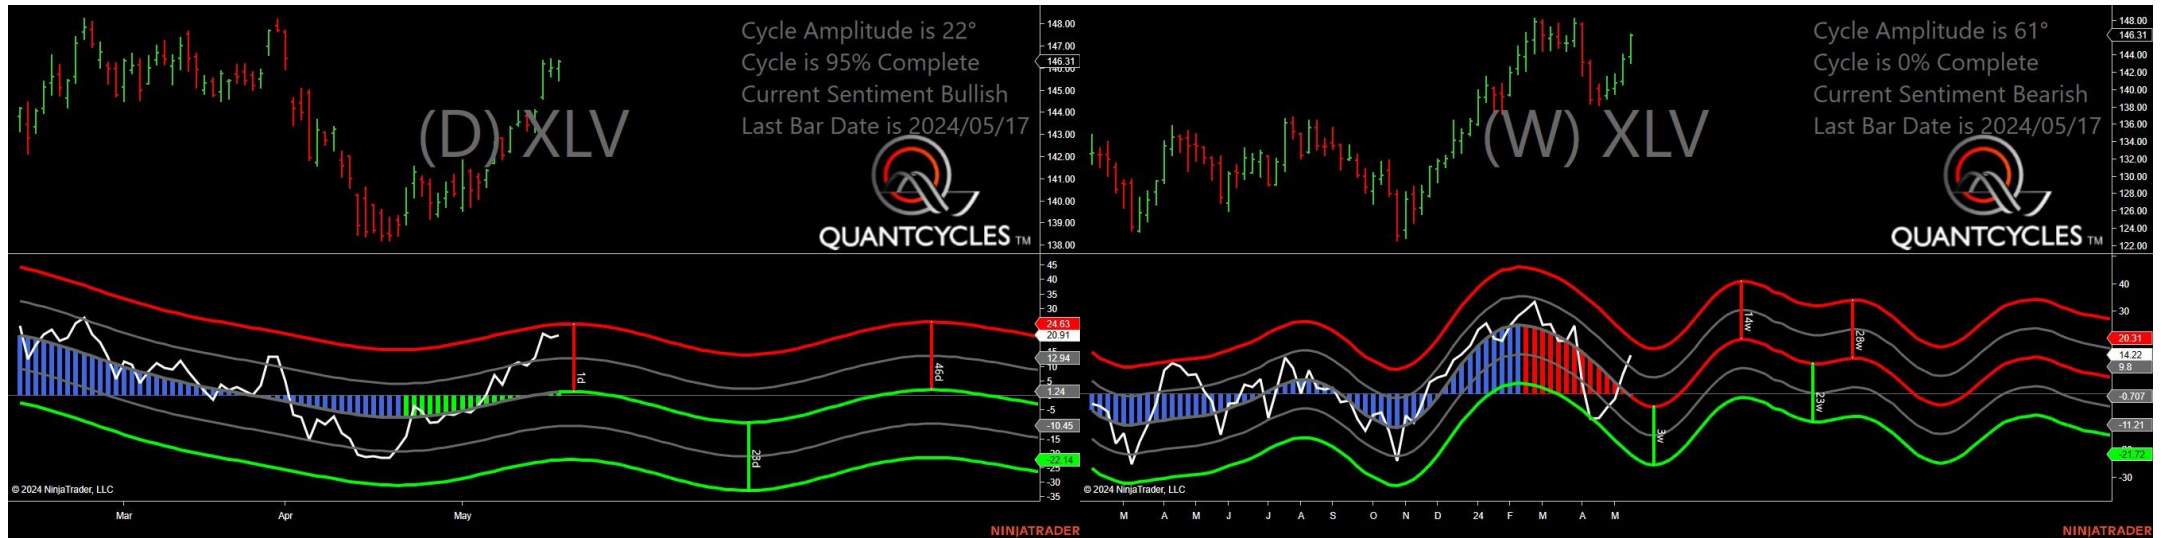 Cycle Amplitude is 22°
Cycle is 95% Complete
Current Sentiment Bullish
Last Bar Date is 2024/05/17
(D) XLV
QUANTCYCLES TM
148.00
147.00
146.31
145.00
144.00
143.00
142.00
141.00
140.00
139.00
138.00
45
40
35
30
24.63
20.91
15
12.94
10
5
1.24
-5
-10.45
-15
-22.14
-25
-30
-35
1d
23d
46d
© 2024 NinjaTrader, LLC
Mar Apr May
NINJATRADER
Cycle Amplitude is 61°
Cycle is 0% Complete
Current Sentiment Bearish
Last Bar Date is 2024/05/17
(W) XLV
QUANTCYCLES TM
148.00
146.31
144.00
142.00
140.00
138.00
136.00
134.00
132.00
130.00
128.00
126.00
124.00
122.00
40
30
20.31
14.22
9.8
-0.707
-11.21
-21.72
-30
3w
14w
23w
28w
© 2024 NinjaTrader, LLC
M A M J J A S O N D 24 F M A M
NINJATRADER